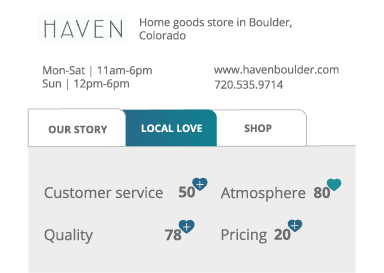 HAVEN
Home goods store in Boulder,
Colorado
Mon-Sat | 11am-6pm
Sun | 12pm-6pm
www.havenboulder.com
720.535.9714
OUR STORY
LOCAL LOVE
SHOP
Customer service 50
Atmosphere 80
Quality 78
Pricing 20